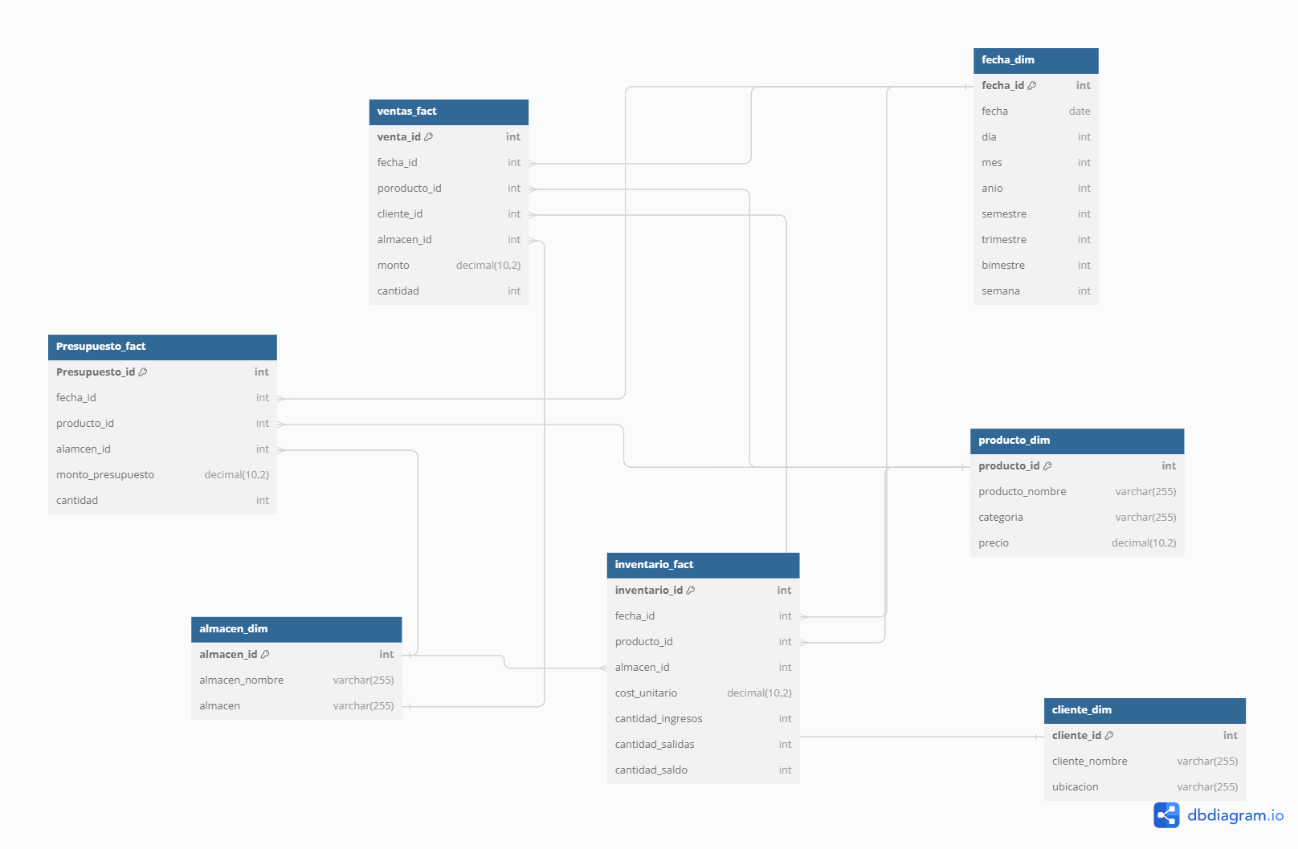 fecha_dim
fecha_id int
fecha date
dia int
mes int
anio int
semestre int
trimestre int
bimestre int
semana int
ventas_fact
venta_id int
fecha_id int
poroducto_id int
cliente_id int
almacen_id int
monto decimal(10,2)
cantidad int
Presupuesto_fact
Presupuesto_id int
fecha_id int
producto_id int
alamcen_id int
monto_presupuesto decimal(10,2)
cantidad int
producto_dim
producto_id int
producto_nombre varchar(255)
categoria varchar(255)
precio decimal(10,2)
inventario_fact
inventario_id int
fecha_id int
producto_id int
almacen_id int
cost_unitario decimal(10,2)
cantidad_ingresos int
cantidad_salidas int
cantidad_saldo int
almacen_dim
almacen_id int
almacen_nombre varchar(255)
almacen varchar(255)
cliente_dim
cliente_id int
cliente_nombre varchar(255)
ubicacion varchar(255)
dbdiagram.io